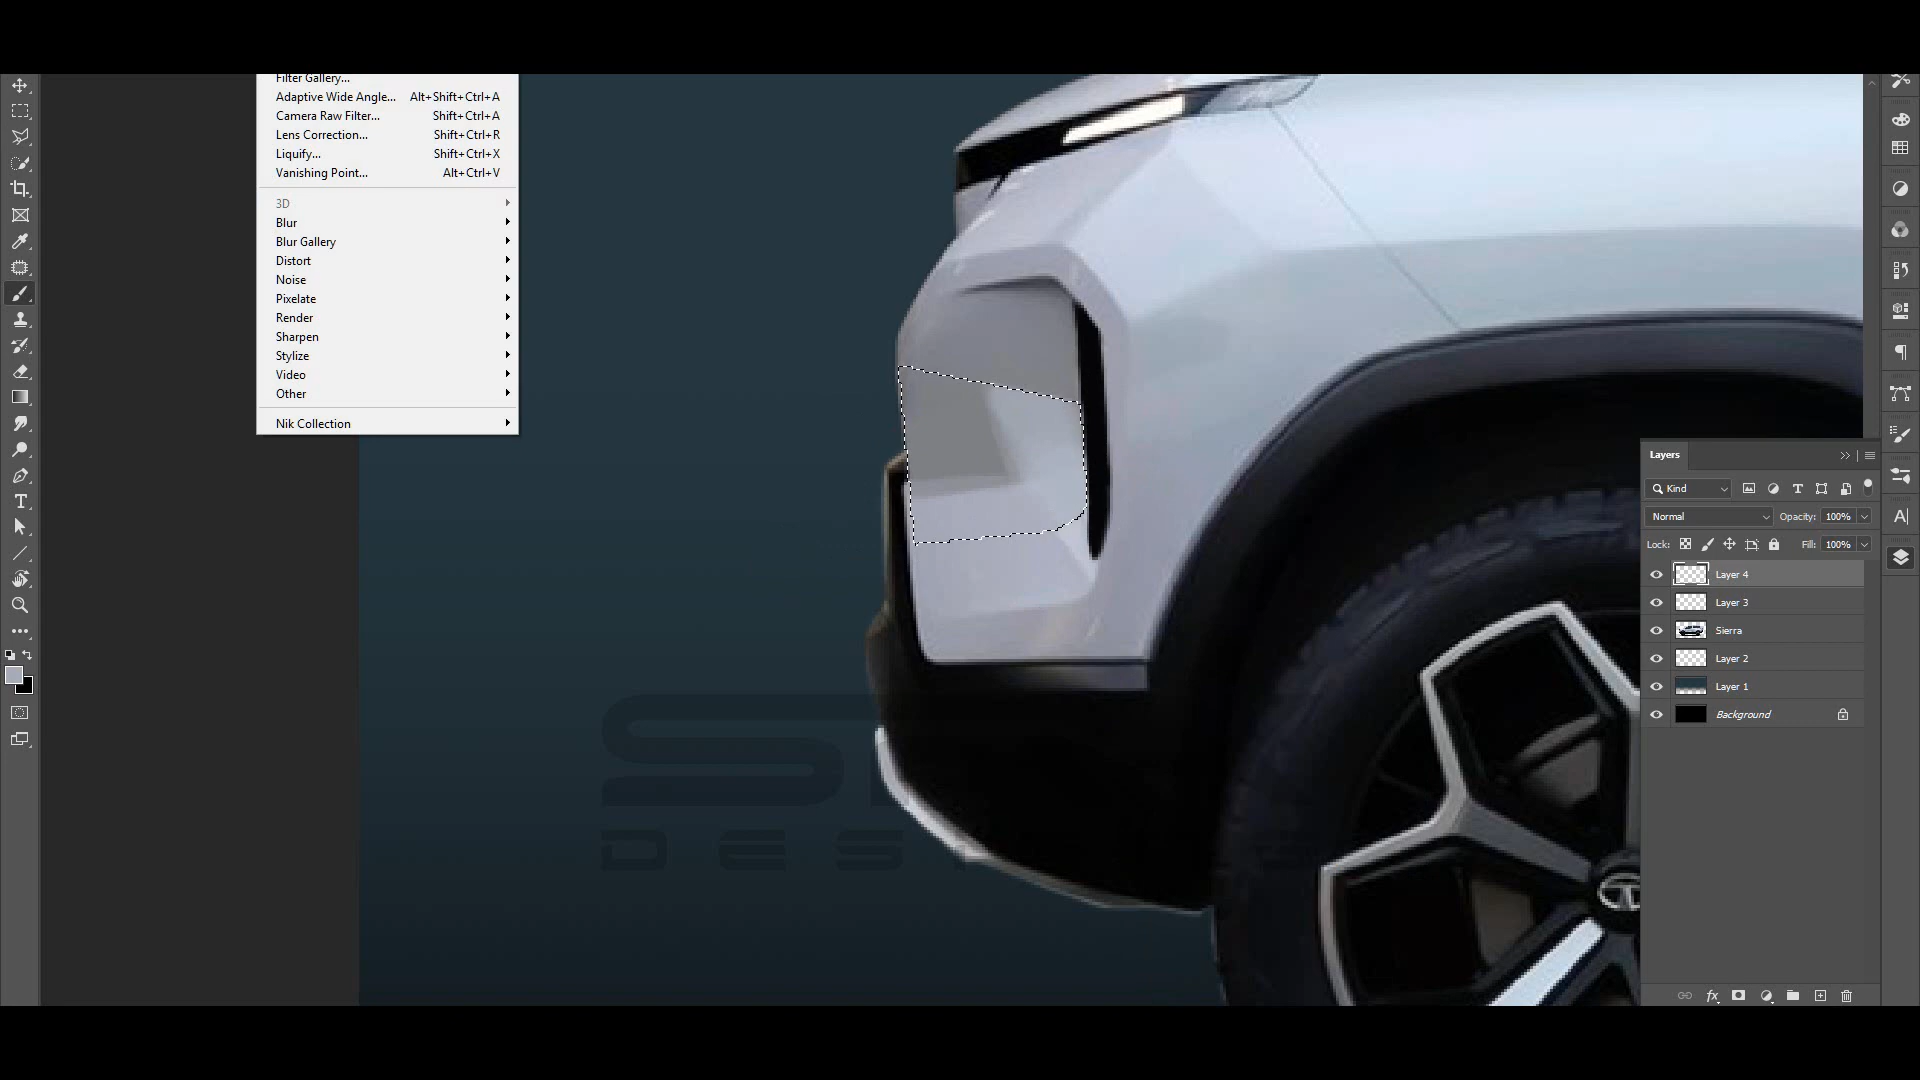 Filter Gallery...
Adaptive Wide Angle... Alt+Shift+Ctrl+A
Camera Raw Filter... Shift+Ctrl+A
Lens Correction... Shift+Ctrl+R
Liquify... Shift+Ctrl+X
Vanishing Point... Alt+Ctrl+V
3D
Blur
Blur Gallery
Distort
Noise
Pixelate
Render
Sharpen
Stylize
Video
Other
Nik Collection
Layers
Kind
Normal Opacity: 100%
Lock: Fill: 100%
Layer 4
Layer 3
Sierra
Layer 2
Layer 1
Background